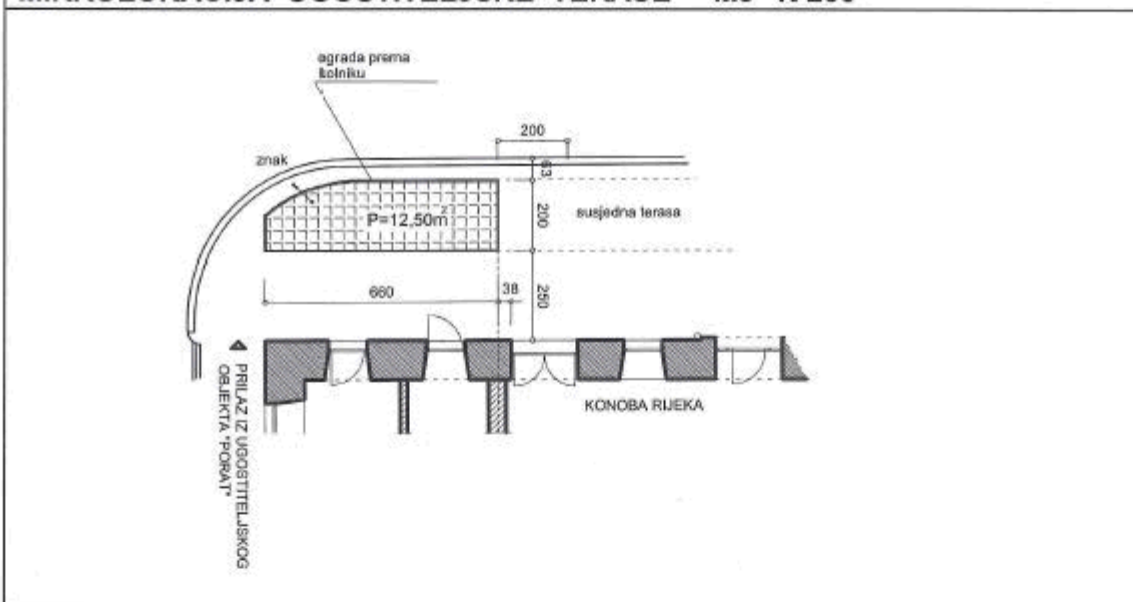 ograda prema
kolniku
200
znak
63
P=12,50m²
200
susjedna terasa
660
38
250
PRILAZ IZ UGOSTITELJSKOG
OBJEKTA "PORAT"
KONOBA RIJEKA